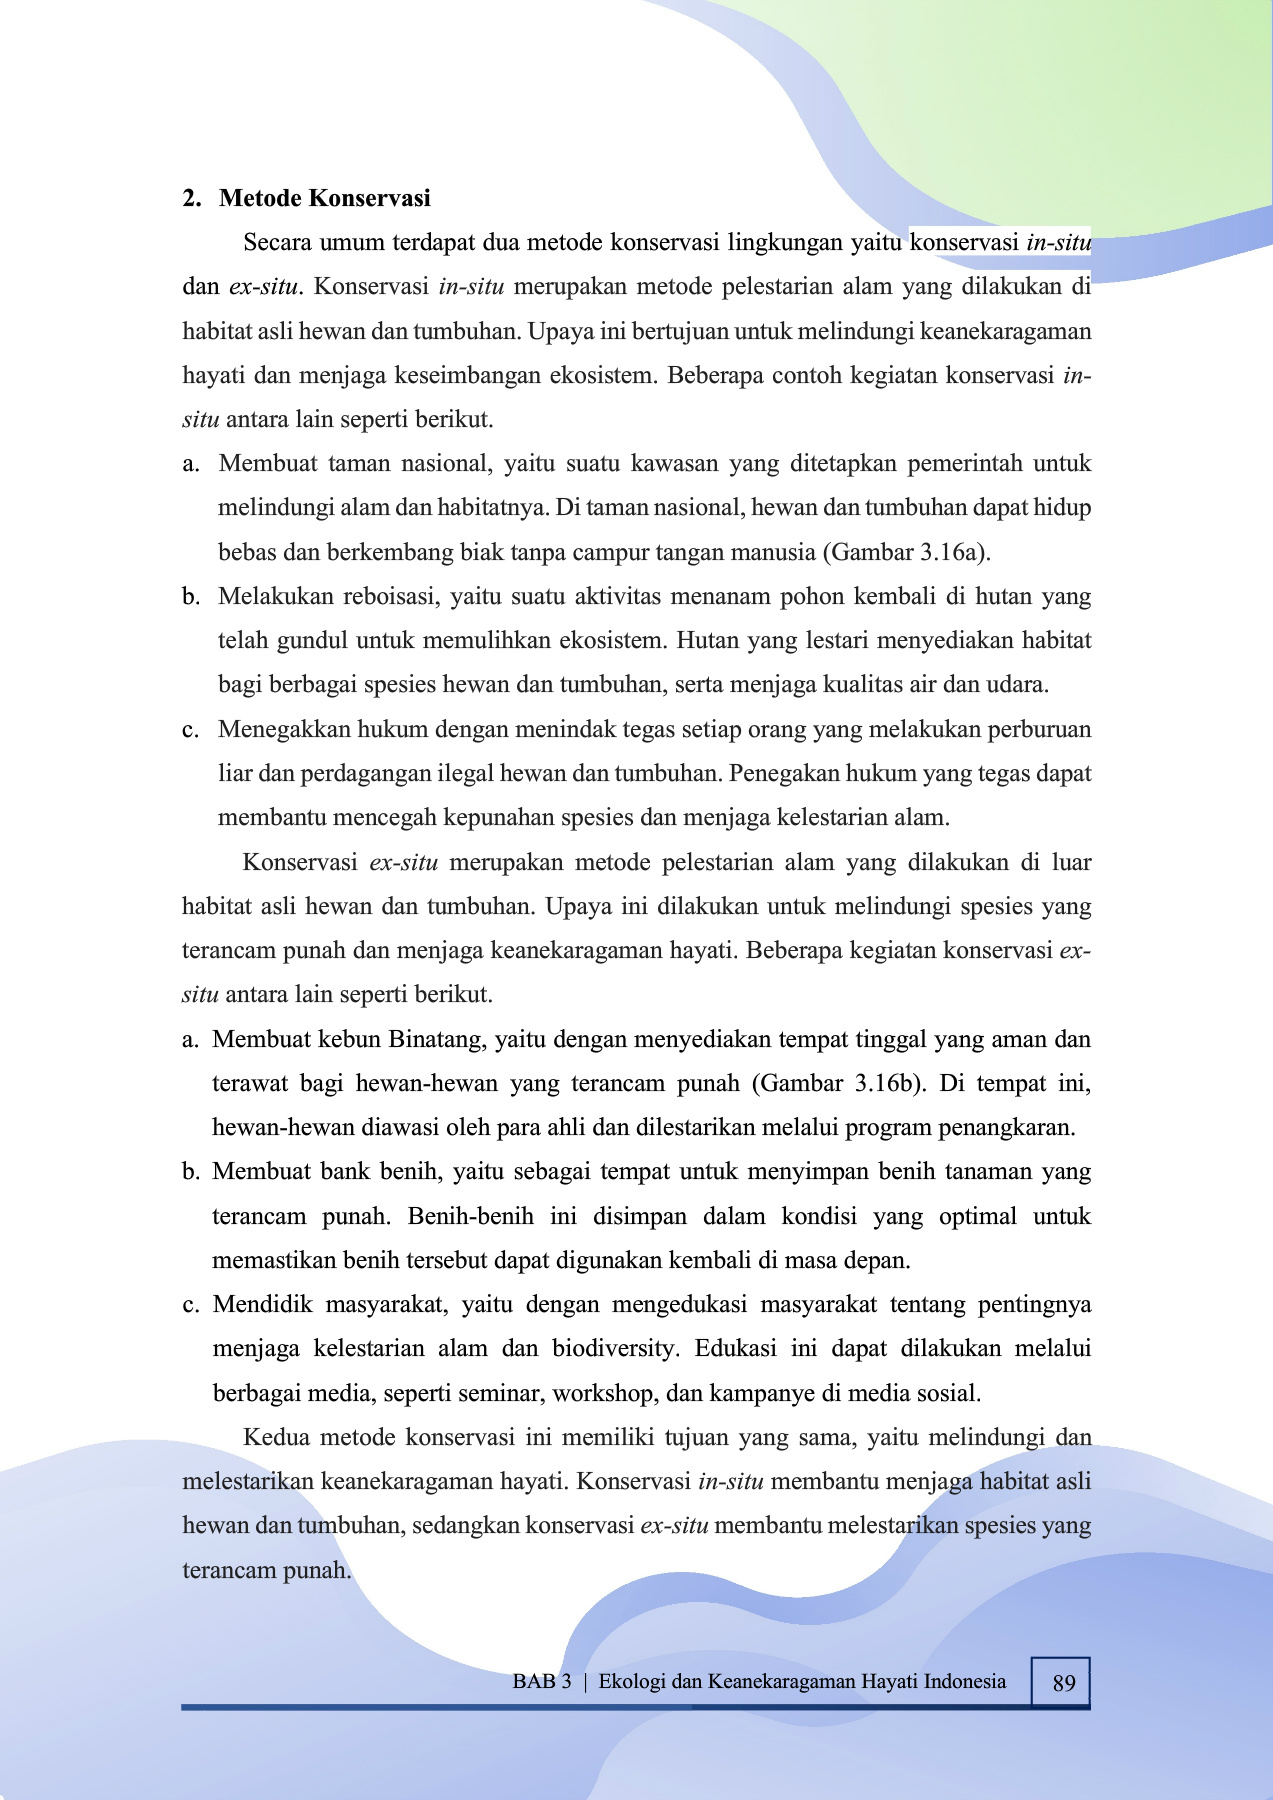 2. Metode Konservasi
Secara umum terdapat dua metode konservasi lingkungan yaitu konservasi in-situ
dan ex-situ. Konservasi in-situ merupakan metode pelestarian alam yang dilakukan di
habitat asli hewan dan tumbuhan. Upaya ini bertujuan untuk melindungi keanekaragaman
hayati dan menjaga keseimbangan ekosistem. Beberapa contoh kegiatan konservasi in-
situ antara lain seperti berikut.
a. Membuat taman nasional, yaitu suatu kawasan yang ditetapkan pemerintah untuk
melindungi alam dan habitatnya. Di taman nasional, hewan dan tumbuhan dapat hidup
bebas dan berkembang biak tanpa campur tangan manusia (Gambar 3.16a).
b. Melakukan reboisasi, yaitu suatu aktivitas menanam pohon kembali di hutan yang
telah gundul untuk memulihkan ekosistem. Hutan yang lestari menyediakan habitat
bagi berbagai spesies hewan dan tumbuhan, serta menjaga kualitas air dan udara.
c. Menegakkan hukum dengan menindak tegas setiap orang yang melakukan perburuan
liar dan perdagangan ilegal hewan dan tumbuhan. Penegakan hukum yang tegas dapat
membantu mencegah kepunahan spesies dan menjaga kelestarian alam.
Konservasi ex-situ merupakan metode pelestarian alam yang dilakukan di luar
habitat asli hewan dan tumbuhan. Upaya ini dilakukan untuk melindungi spesies yang
terancam punah dan menjaga keanekaragaman hayati. Beberapa kegiatan konservasi ex-
situ antara lain seperti berikut.
a. Membuat kebun Binatang, yaitu dengan menyediakan tempat tinggal yang aman dan
terawat bagi hewan-hewan yang terancam punah (Gambar 3.16b). Di tempat ini,
hewan-hewan diawasi oleh para ahli dan dilestarikan melalui program penangkaran.
b. Membuat bank benih, yaitu sebagai tempat untuk menyimpan benih tanaman yang
terancam punah. Benih-benih ini disimpan dalam kondisi yang optimal untuk
memastikan benih tersebut dapat digunakan kembali di masa depan.
c. Mendidik masyarakat, yaitu dengan mengedukasi masyarakat tentang pentingnya
menjaga kelestarian alam dan biodiversity. Edukasi ini dapat dilakukan melalui
berbagai media, seperti seminar, workshop, dan kampanye di media sosial.
Kedua metode konservasi ini memiliki tujuan yang sama, yaitu melindungi dan
melestarikan keanekaragaman hayati. Konservasi in-situ membantu menjaga habitat asli
hewan dan tumbuhan, sedangkan konservasi ex-situ membantu melestarikan spesies yang
terancam punah.
BAB 3 | Ekologi dan Keanekaragaman Hayati Indonesia 89